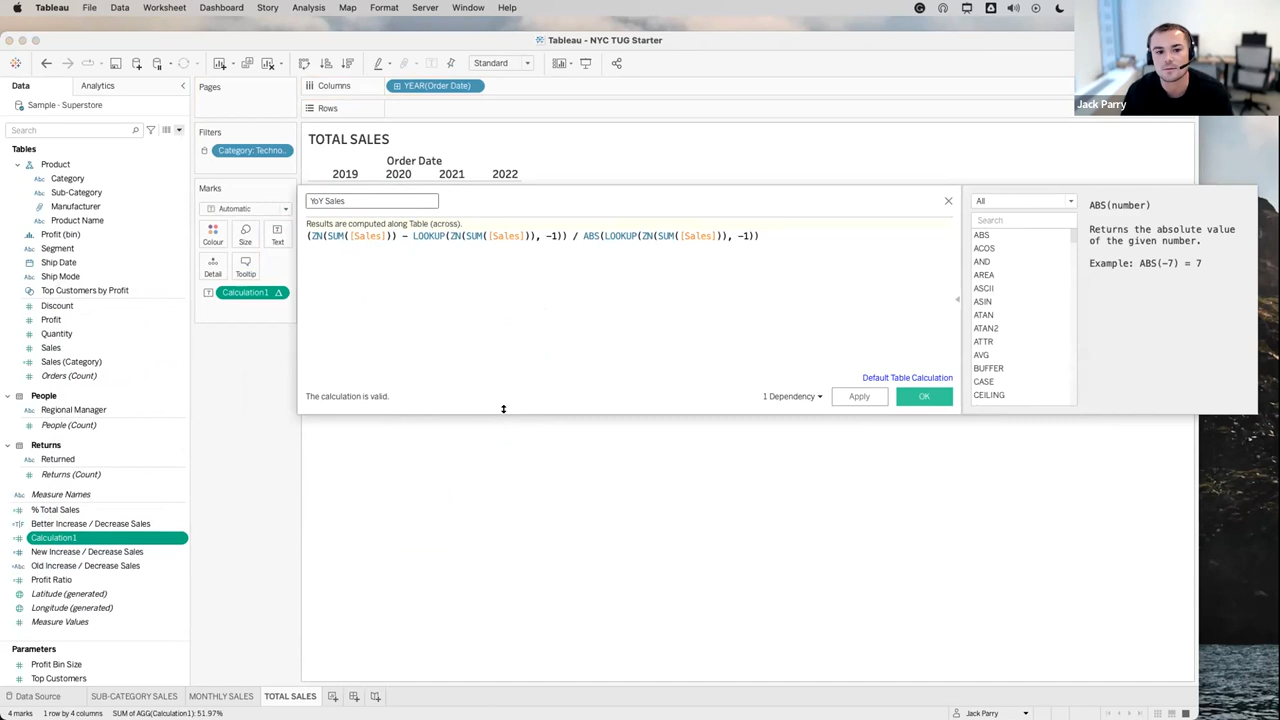 Tableau File Data Worksheet Dashboard Story Analysis Map Format Server Window Help
Tableau - NYC TUG Starter
Standard
Data Analytics
Sample - Superstore
Search
Tables
Product
Category
Sub-Category
Manufacturer
Product Name
Profit (bin)
Segment
Ship Date
Ship Mode
Top Customers by Profit
Discount
Profit
Quantity
Sales
Sales (Category)
Orders (Count)
People
Regional Manager
People (Count)
Returns
Returned
Returns (Count)
Measure Names
% Total Sales
Better Increase / Decrease Sales
Calculation1
New Increase / Decrease Sales
Old Increase / Decrease Sales
Profit Ratio
Latitude (generated)
Longitude (generated)
Measure Values
Parameters
Profit Bin Size
Top Customers
Pages
Filters
Category: Techno..
Marks
Automatic
Colour Size Text
Detail Tooltip
Calculation1
Columns YEAR(Order Date)
Rows
TOTAL SALES
Order Date
2019 2020 2021 2022
YoY Sales
Results are computed along Table (across).
(ZN(SUM([Sales])) - LOOKUP(ZN(SUM([Sales])), -1)) / ABS(LOOKUP(ZN(SUM([Sales])), -1))
Default Table Calculation
The calculation is valid.
1 Dependency Apply OK
All
Search
ABS
ACOS
AND
AREA
ASCII
ASIN
ATAN
ATAN2
ATTR
AVG
BUFFER
CASE
CEILING
ABS(number)
Returns the absolute value
of the given number.
Example: ABS(-7) = 7
Jack Parry
Data Source SUB-CATEGORY SALES MONTHLY SALES TOTAL SALES
4 marks 1 row by 4 columns SUM of AGG(Calculation1): 51.97%
Jack Parry